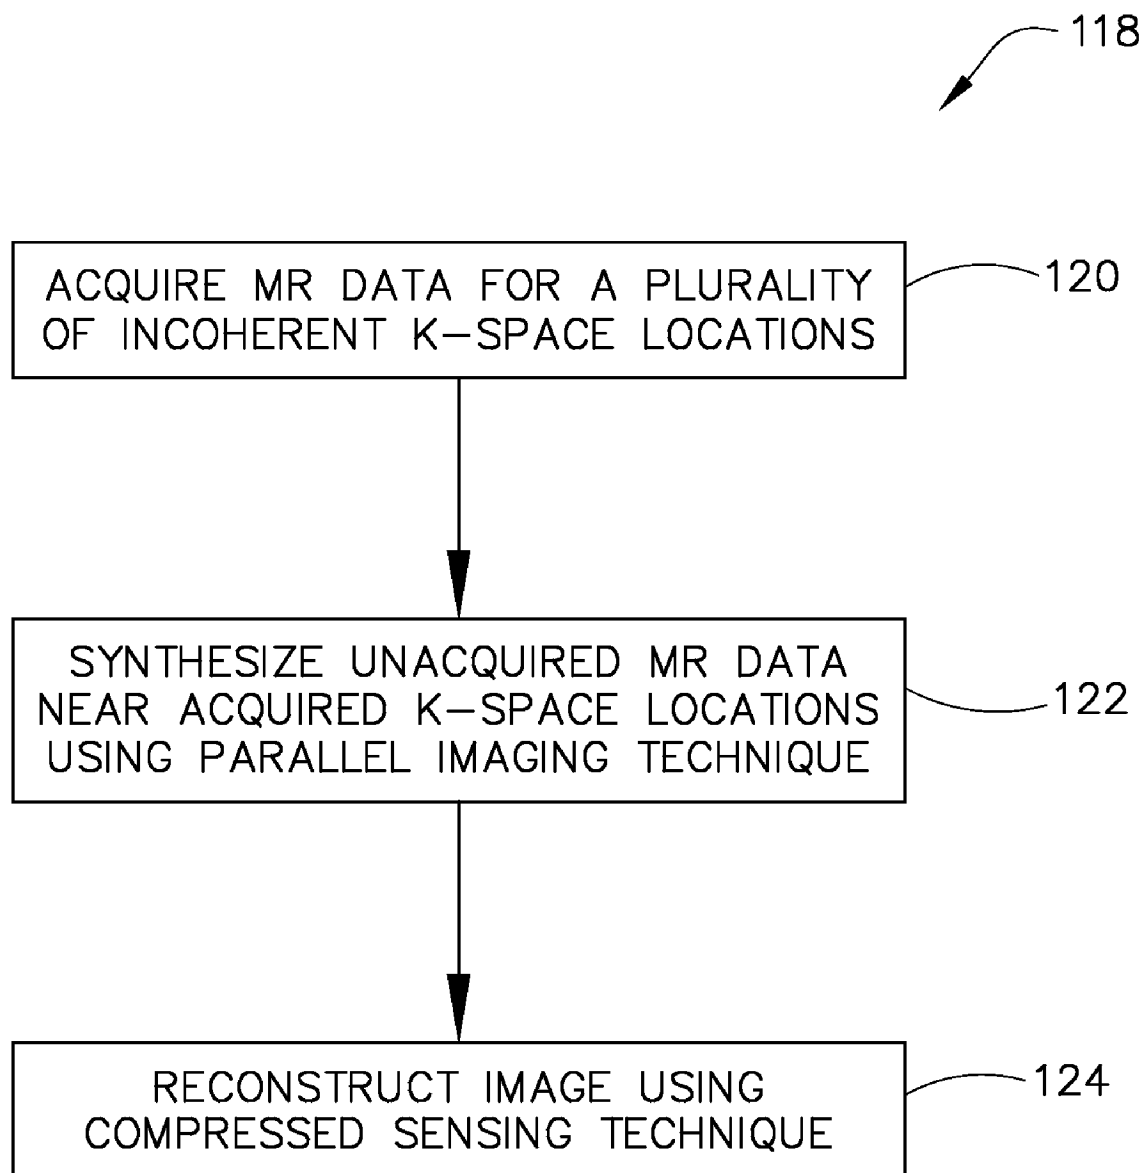 118
ACQUIRE MR DATA FOR A PLURALITY
OF INCOHERENT K-SPACE LOCATIONS
120
SYNTHESIZE UNACQUIRED MR DATA
NEAR ACQUIRED K-SPACE LOCATIONS
USING PARALLEL IMAGING TECHNIQUE
122
RECONSTRUCT IMAGE USING
COMPRESSED SENSING TECHNIQUE
124